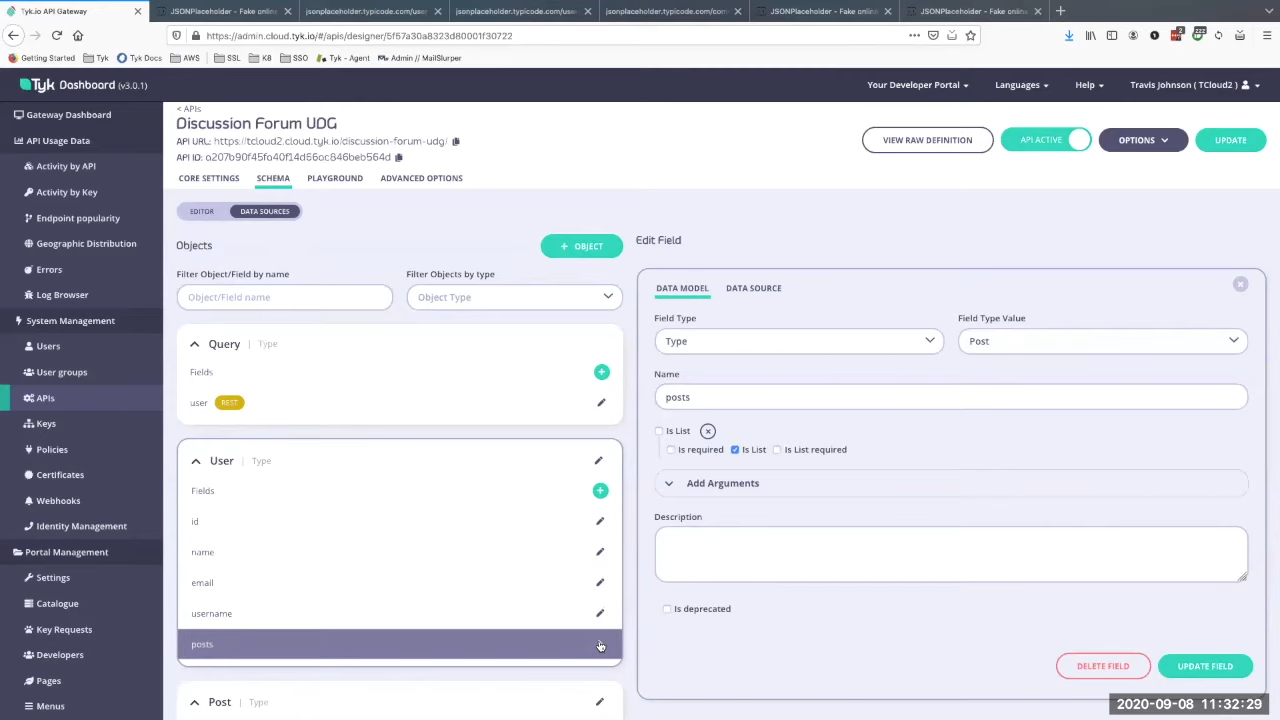 Tyk.io API Gateway
JSONPlaceholder - Fake online
jsonplaceholder.typicode.com/user
jsonplaceholder.typicode.com/use
jsonplaceholder.typicode.com/com
JSONPlaceholder - Fake online
JSONPlaceholder - Fake online
https://admin.cloud.tyk.io/#/apis/designer/5f57a30a8323d80001f30722
Getting Started
Tyk
Tyk Docs
AWS
SSL
K8
SSO
Tyk - Agent
Admin // MailSlurper
Tyk Dashboard (v3.0.1)
Your Developer Portal
Languages
Help
Travis Johnson ( TCloud2 )
Gateway Dashboard
API Usage Data
Activity by API
Activity by Key
Endpoint popularity
Geographic Distribution
Errors
Log Browser
System Management
Users
User groups
APIs
Keys
Policies
Certificates
Webhooks
Identity Management
Portal Management
Settings
Catalogue
Key Requests
Developers
Pages
Menus
< APIs
Discussion Forum UDG
API URL: https://tcloud2.cloud.tyk.io/discussion-forum-udg/
API ID: a207b90f45fa40f14d66ac846beb564d
VIEW RAW DEFINITION
API ACTIVE
OPTIONS
UPDATE
CORE SETTINGS
SCHEMA
PLAYGROUND
ADVANCED OPTIONS
EDITOR
DATA SOURCES
Objects
+ OBJECT
Filter Object/Field by name
Filter Objects by type
Object/Field name
Object Type
Query | Type
Fields
user REST
User | Type
Fields
id
name
email
username
posts
Post | Type
Edit Field
DATA MODEL
DATA SOURCE
Field Type
Field Type Value
Type
Post
Name
posts
Is List
Is required
Is List
Is List required
Add Arguments
Description
Is deprecated
DELETE FIELD
UPDATE FIELD
2020-09-08 11:32:29